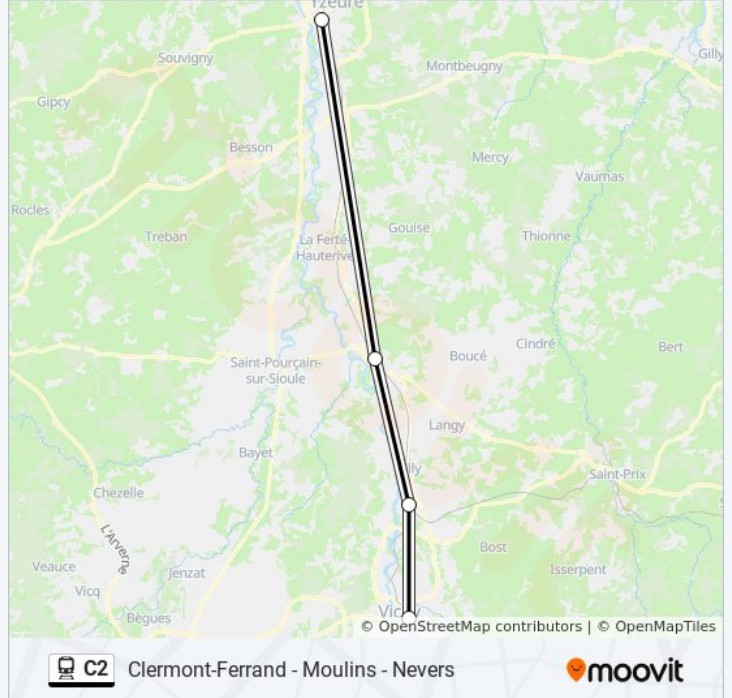 Yzeure
Souvigny
Gilly
Montbeugny
Gipcy
Besson
Mercy
Vaumas
Rocles
Treban
Gouise
Thionne
La Ferté-
Hauterive
Cindré
Bert
Boucé
Saint-Pourçain-
sur-Sioule
Langy
Bayet
illy
Saint-Prix
Chezelle
L'Arverne
Bost
Veauce
Jenzat
Isserpent
Vicq
Bègues
Vichy
© OpenStreetMap contributors | © OpenMapTiles
C2 Clermont-Ferrand - Moulins - Nevers
moovit